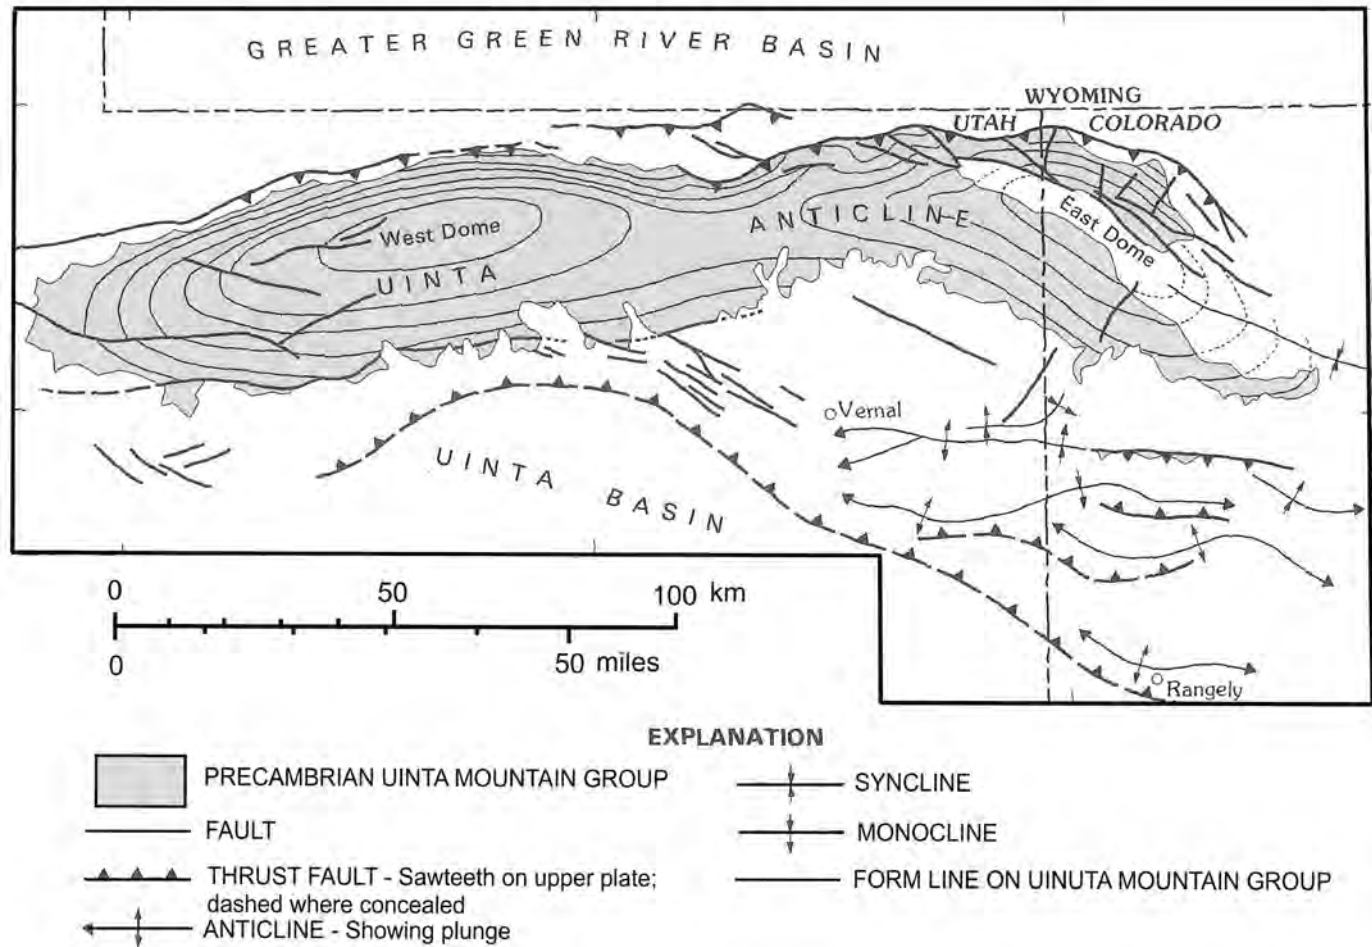 GREATER GREEN RIVER BASIN
WYOMING
UTAH COLORADO
ANTICLINE
East Dome
West Dome
UINTA
Vernal
UINTA BASIN
Rangely
0 50 100 km
0 50 miles
EXPLANATION
PRECAMBRIAN UINTA MOUNTAIN GROUP
FAULT
THRUST FAULT - Sawteeth on upper plate;
dashed where concealed
ANTICLINE - Showing plunge
SYNCLINE
MONOCLINE
FORM LINE ON UINUTA MOUNTAIN GROUP